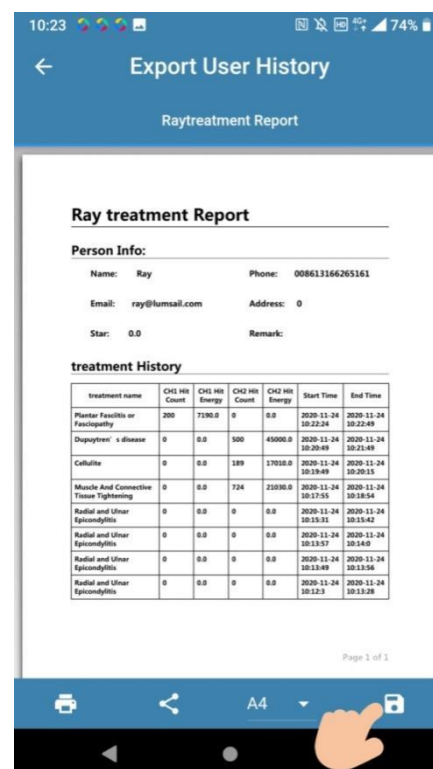 10:23 HD 4G+ 74%
Export User History
Raytreatment Report
Ray treatment Report
Person Info:
Name: Ray Phone: 008613166265161
Email: ray@lumsail.com Address: 0
Star: 0.0 Remark:
treatment History
treatment name CH1 Hit Count CH1 Hit Energy CH2 Hit Count CH2 Hit Energy Start Time End Time
Plantar Fasciitis or Fasciopathy 200 7190.0 0 0.0 2020-11-24 10:22:24 2020-11-24 10:22:49
Dupuytren' s disease 0 0.0 500 45000.0 2020-11-24 10:20:49 2020-11-24 10:21:49
Cellulite 0 0.0 189 17010.0 2020-11-24 10:19:49 2020-11-24 10:20:15
Muscle And Connective Tissue Tightening 0 0.0 724 21030.0 2020-11-24 10:17:55 2020-11-24 10:18:54
Radial and Ulnar Epicondylitis 0 0.0 0 0.0 2020-11-24 10:15:31 2020-11-24 10:15:42
Radial and Ulnar Epicondylitis 0 0.0 0 0.0 2020-11-24 10:13:57 2020-11-24 10:14:0
Radial and Ulnar Epicondylitis 0 0.0 0 0.0 2020-11-24 10:13:49 2020-11-24 10:13:56
Radial and Ulnar Epicondylitis 0 0.0 0 0.0 2020-11-24 10:12:3 2020-11-24 10:13:28
Page 1 of 1
A4